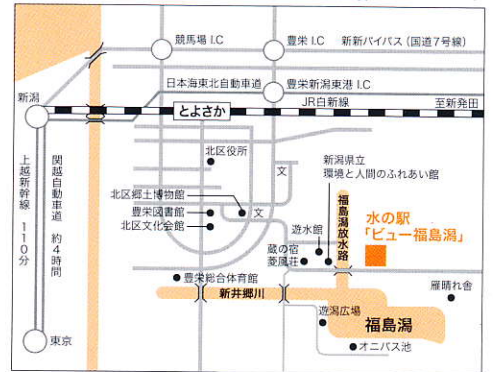 競馬場 I.C
豊栄 I.C
新新バイパス (国道7号線)
日本海東北自動車道
豊栄新潟東港 I.C
新潟
JR白新線
至新発田
とよさか
北区役所
文
新潟県立
環境と人間のふれあい館
北区郷土博物館
文
豊栄図書館
北区文化会館
上越新幹線 110分
関越自動車道 約4時間
福島潟放水路
水の駅
「ビュー福島潟」
遊水館
蔵の宿
菱風荘
豊栄総合体育館
新井郷川
雁晴れ舎
遊潟広場
福島潟
オニバス池
東京